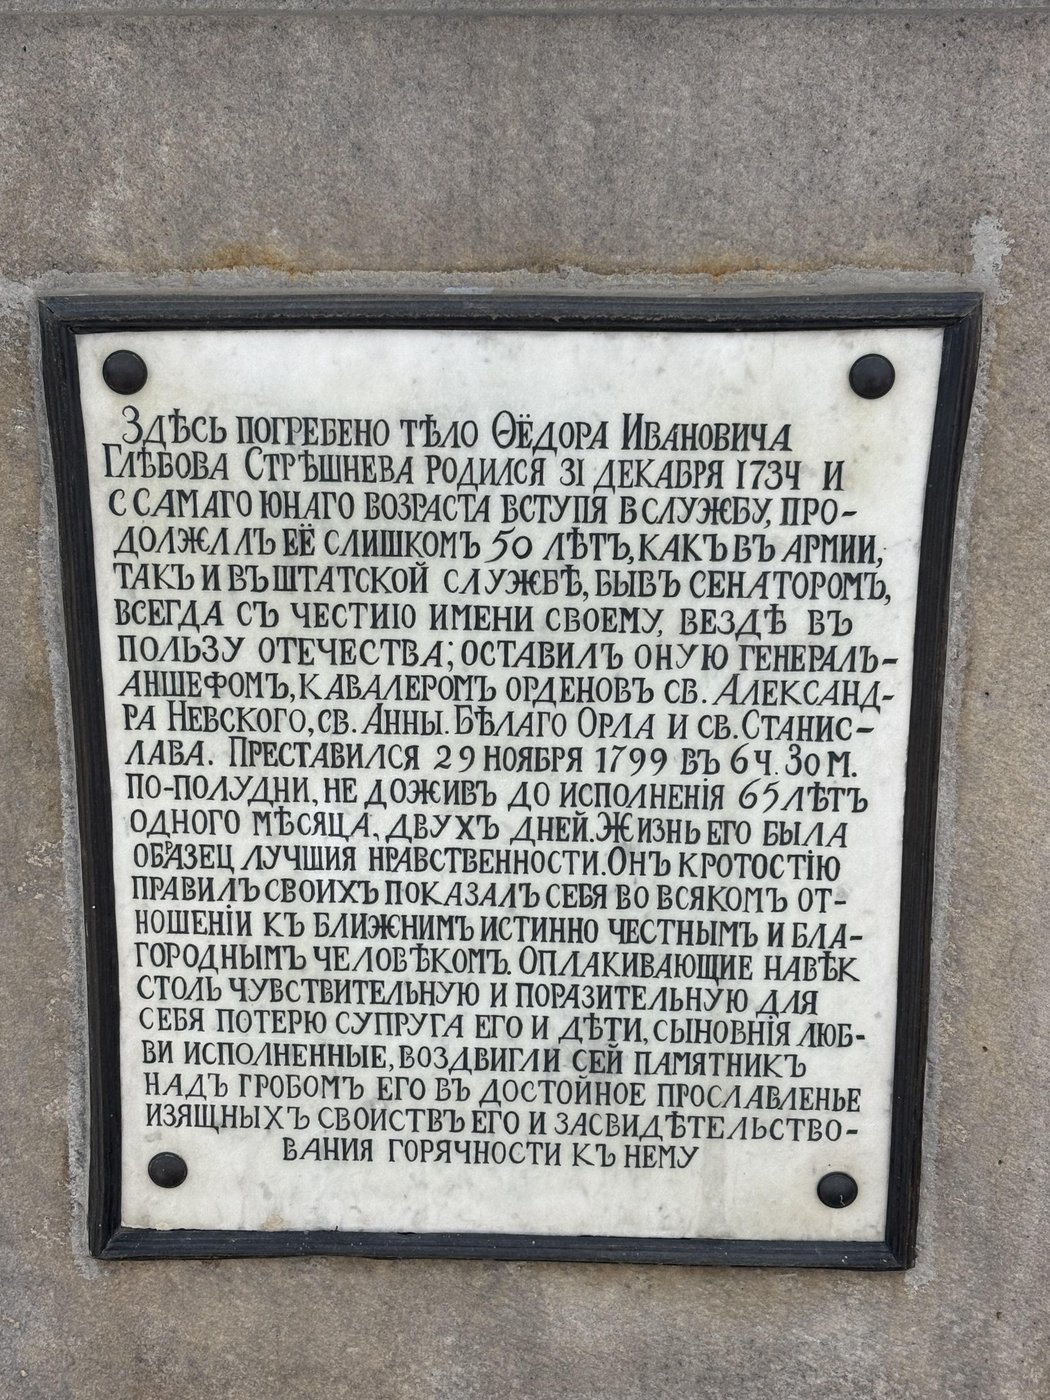 Здѣсь погребено тѣло Ѳёдора Ивановича
Глѣбова Стрѣшнева родился 31 декабря 1734 и
с самаго юнаго возраста вступя в службу, про-
должалъ её слишкомъ 50 лѣтъ, какъ въ армии,
такъ и въ штатской службѣ, бывъ сенаторомъ,
всегда съ честию имени своему, вездѣ въ
пользу отечества; оставилъ оную генералъ-
аншефомъ, кавалеромъ орденовъ св. Александ-
ра Невского, св. Анны. Бѣлаго Орла и св. Станис-
лава. Преставился 29 ноября 1799 въ 6 ч. 30 м.
по-полудни, не доживъ до исполненія 65 лѣтъ
одного мѣсяца, двухъ дней. Жизнь его была
образец лучшия нравственности. Онъ кротостію
правилъ своихъ показалъ себя во всякомъ от-
ношеніи къ ближнимъ истинно честнымъ и бла-
городнымъ человѣкомъ. Оплакивающие навѣк
столь чувствительную и поразительную для
себя потерю супруга его и дѣти, сыновнія люб-
ви исполненные, воздвигли сей памятникъ
надъ гробомъ его въ достойное прославленье
изящныхъ свойствъ его и засвидѣтельство-
вания горячности къ нему